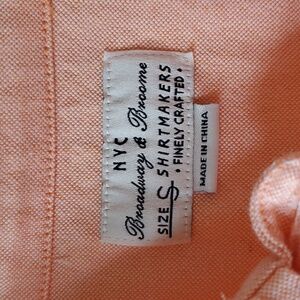 NYC
Broadway & Broome
SIZE S SHIRTMAKERS
• FINELY CRAFTED •
MADE IN CHINA